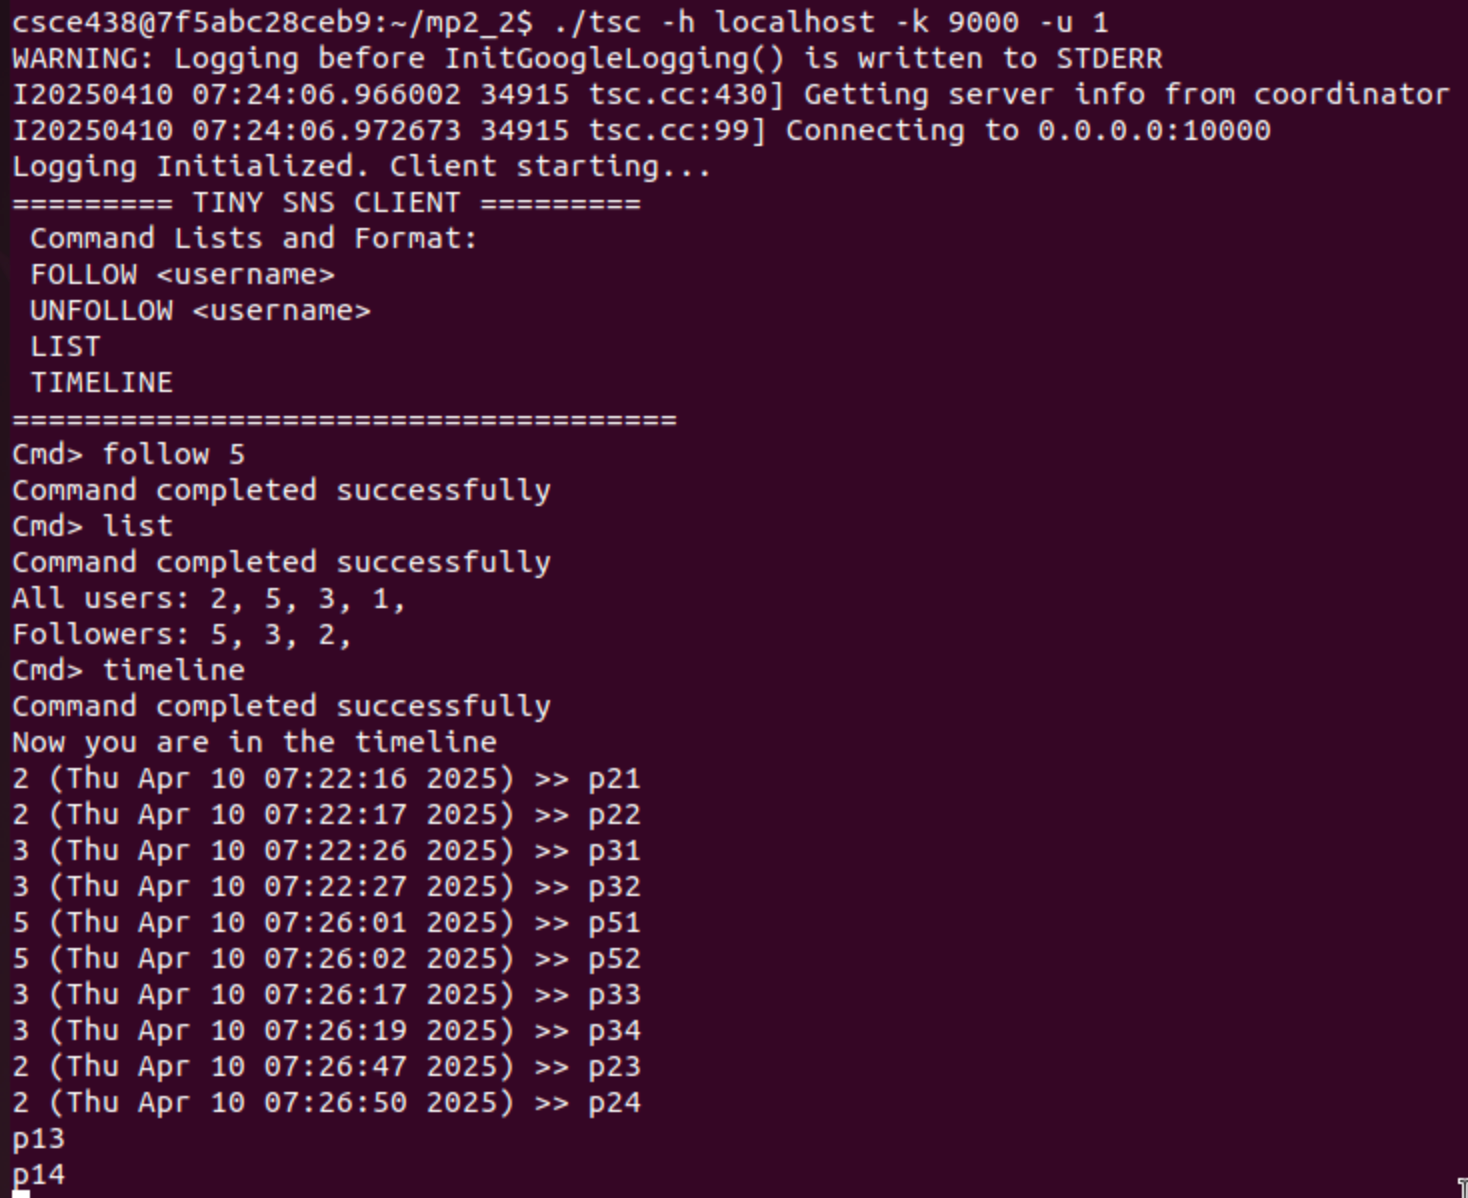 csce438@7f5abc28ceb9:~/mp2_2$ ./tsc -h localhost -k 9000 -u 1
WARNING: Logging before InitGoogleLogging() is written to STDERR
I20250410 07:24:06.966002 34915 tsc.cc:430] Getting server info from coordinator
I20250410 07:24:06.972673 34915 tsc.cc:99] Connecting to 0.0.0.0:10000
Logging Initialized. Client starting...
========= TINY SNS CLIENT =========
 Command Lists and Format:
 FOLLOW <username>
 UNFOLLOW <username>
 LIST
 TIMELINE
=====================================
Cmd> follow 5
Command completed successfully
Cmd> list
Command completed successfully
All users: 2, 5, 3, 1,
Followers: 5, 3, 2,
Cmd> timeline
Command completed successfully
Now you are in the timeline
2 (Thu Apr 10 07:22:16 2025) >> p21
2 (Thu Apr 10 07:22:17 2025) >> p22
3 (Thu Apr 10 07:22:26 2025) >> p31
3 (Thu Apr 10 07:22:27 2025) >> p32
5 (Thu Apr 10 07:26:01 2025) >> p51
5 (Thu Apr 10 07:26:02 2025) >> p52
3 (Thu Apr 10 07:26:17 2025) >> p33
3 (Thu Apr 10 07:26:19 2025) >> p34
2 (Thu Apr 10 07:26:47 2025) >> p23
2 (Thu Apr 10 07:26:50 2025) >> p24
p13
p14